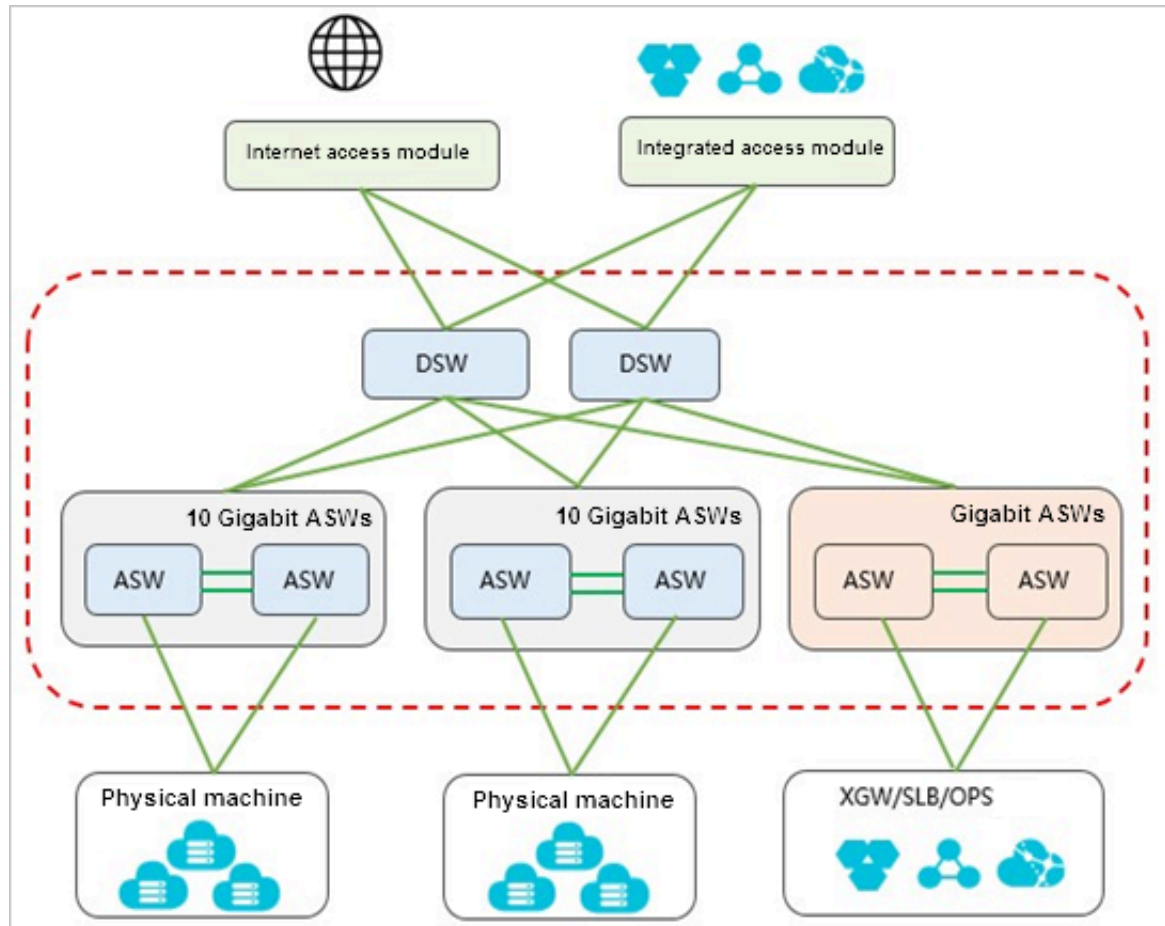 Internet access module
Integrated access module
DSW
DSW
10 Gigabit ASWs
10 Gigabit ASWs
Gigabit ASWs
ASW
ASW
ASW
ASW
ASW
ASW
Physical machine
Physical machine
XGW/SLB/OPS